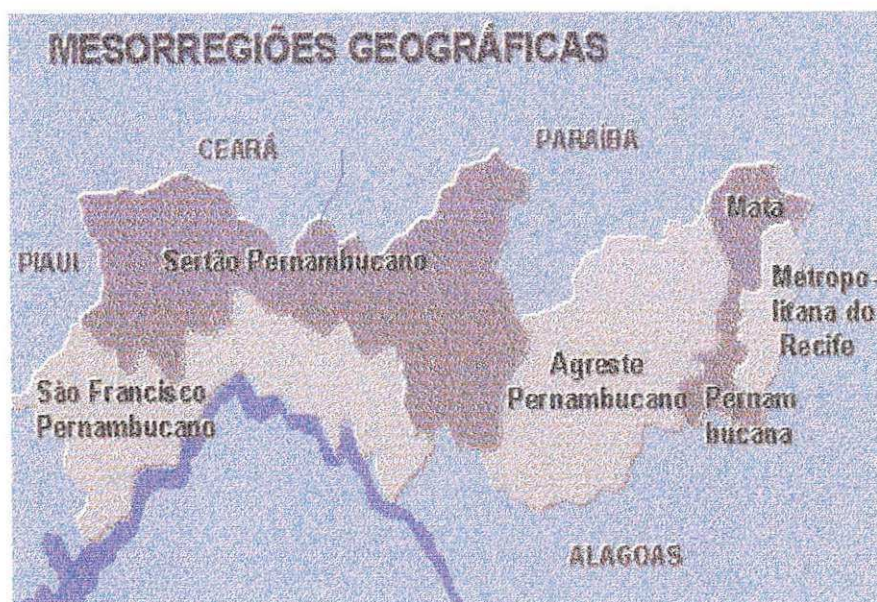 MESORREGIÕES GEOGRÁFICAS
CEARÁ
PARAÍBA
Mata
PIAUI
Sertão Pernambucano
Metropo-
litana do
Recife
São Francisco
Pernambucano
Agreste
Pernambucano
Pernam
bucana
ALAGOAS